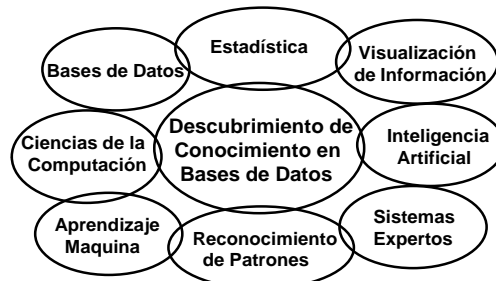 Estadística
Bases de Datos
Visualización
de Información
Descubrimiento de
Conocimiento en
Bases de Datos
Ciencias de la
Computación
Inteligencia
Artificial
Aprendizaje
Maquina
Reconocimiento
de Patrones
Sistemas
Expertos